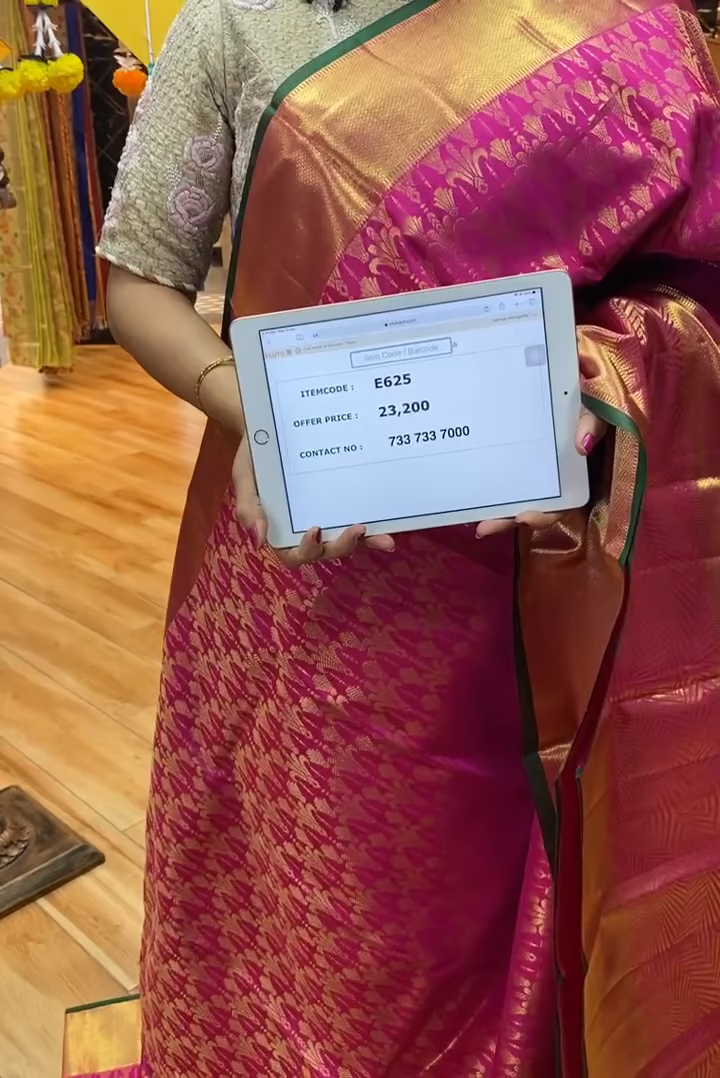 Item Code / Barcode
ITEMCODE : E625
OFFER PRICE : 23,200
CONTACT NO : 733 733 7000